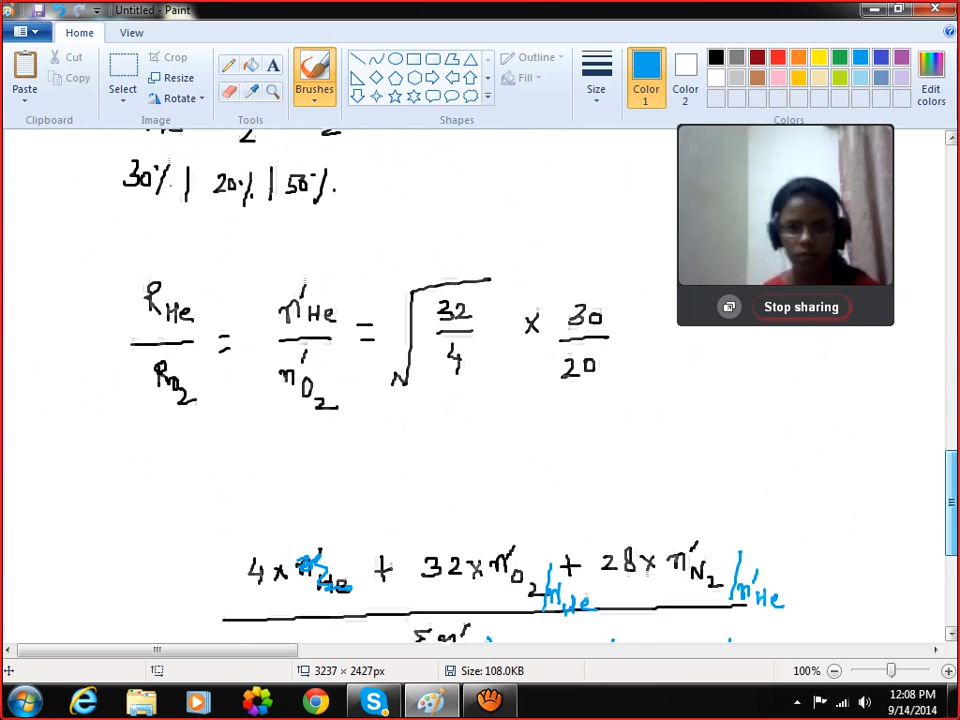 Untitled - Paint
Home View
Paste
Cut
Copy
Clipboard
Select
Crop
Resize
Rotate
Image
Tools
Brushes
Outline
Fill
Shapes
Size
Color 1
Color 2
Edit colors
Colors
30% | 20% | 50%.
R_He / R_O2 = n'_He / n'_O2 = √32/4 × 30/20
Stop sharing
4 × n'_He + 32 × n'_O2 /n'_He + 28 × n'_N2 /n'_He
Σn'
3237 × 2427px
Size: 108.0KB
100%
12:08 PM
9/14/2014